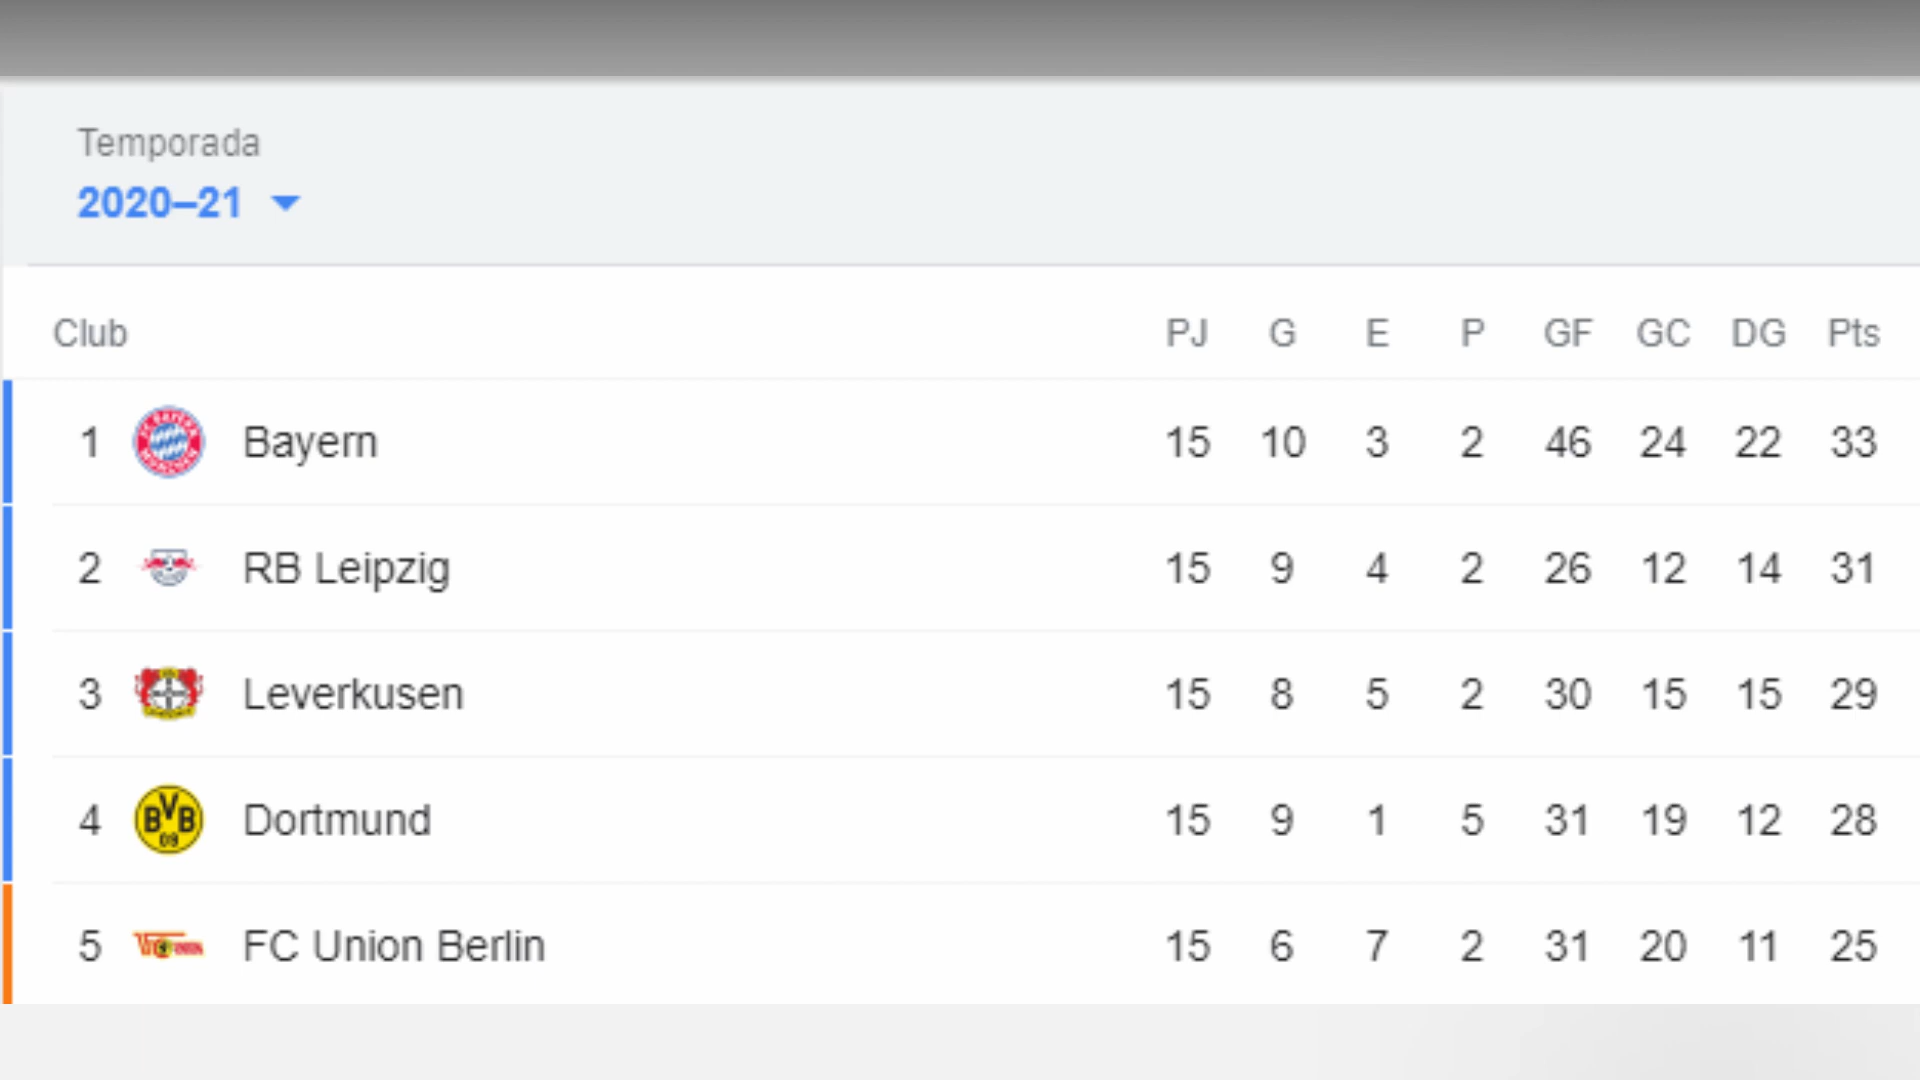 Temporada
2020–21
Club PJ G E P GF GC DG Pts
1 Bayern 15 10 3 2 46 24 22 33
2 RB Leipzig 15 9 4 2 26 12 14 31
3 Leverkusen 15 8 5 2 30 15 15 29
4 BVB 09 Dortmund 15 9 1 5 31 19 12 28
5 FC Union Berlin 15 6 7 2 31 20 11 25